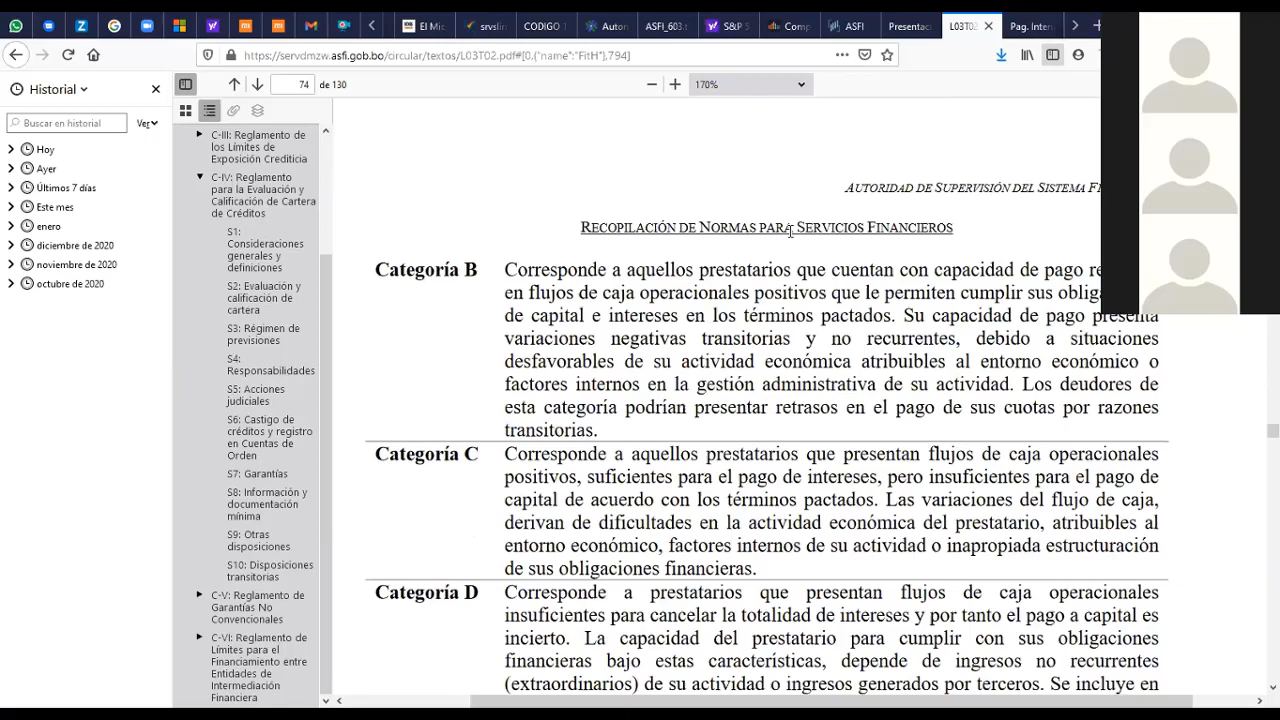 El Mic
srvslim
CODIGO T
Auton
ASFI_603.
S&P 5
Comp
ASFI
Presentac
L03T02.
Pag. Inter
https://servdmzw.asfi.gob.bo/circular/textos/L03T02.pdf#[0,{"name":"FitH"},794]
Historial
Buscar en historial
Ver
Hoy
Ayer
Últimos 7 días
Este mes
enero
diciembre de 2020
noviembre de 2020
octubre de 2020
74 de 130
170%
C-III: Reglamento de
los Límites de
Exposición Crediticia
C-IV: Reglamento
para la Evaluación y
Calificación de Cartera
de Créditos
S1:
Consideraciones
generales y
definiciones
S2: Evaluación y
calificación de
cartera
S3: Régimen de
previsiones
S4:
Responsabilidades
S5: Acciones
judiciales
S6: Castigo de
créditos y registro
en Cuentas de
Orden
S7: Garantías
S8: Información y
documentación
mínima
S9: Otras
disposiciones
S10: Disposiciones
transitorias
C-V: Reglamento de
Garantías No
Convencionales
C-VI: Reglamento de
Límites para el
Financiamiento entre
Entidades de
Intermediación
Financiera
AUTORIDAD DE SUPERVISIÓN DEL SISTEMA FI
RECOPILACIÓN DE NORMAS PARA SERVICIOS FINANCIEROS
Categoría B Corresponde a aquellos prestatarios que cuentan con capacidad de pago re
en flujos de caja operacionales positivos que le permiten cumplir sus oblig
de capital e intereses en los términos pactados. Su capacidad de pago presenta
variaciones negativas transitorias y no recurrentes, debido a situaciones
desfavorables de su actividad económica atribuibles al entorno económico o
factores internos en la gestión administrativa de su actividad. Los deudores de
esta categoría podrían presentar retrasos en el pago de sus cuotas por razones
transitorias.
Categoría C Corresponde a aquellos prestatarios que presentan flujos de caja operacionales
positivos, suficientes para el pago de intereses, pero insuficientes para el pago de
capital de acuerdo con los términos pactados. Las variaciones del flujo de caja,
derivan de dificultades en la actividad económica del prestatario, atribuibles al
entorno económico, factores internos de su actividad o inapropiada estructuración
de sus obligaciones financieras.
Categoría D Corresponde a prestatarios que presentan flujos de caja operacionales
insuficientes para cancelar la totalidad de intereses y por tanto el pago a capital es
incierto. La capacidad del prestatario para cumplir con sus obligaciones
financieras bajo estas características, depende de ingresos no recurrentes
(extraordinarios) de su actividad o ingresos generados por terceros. Se incluye en